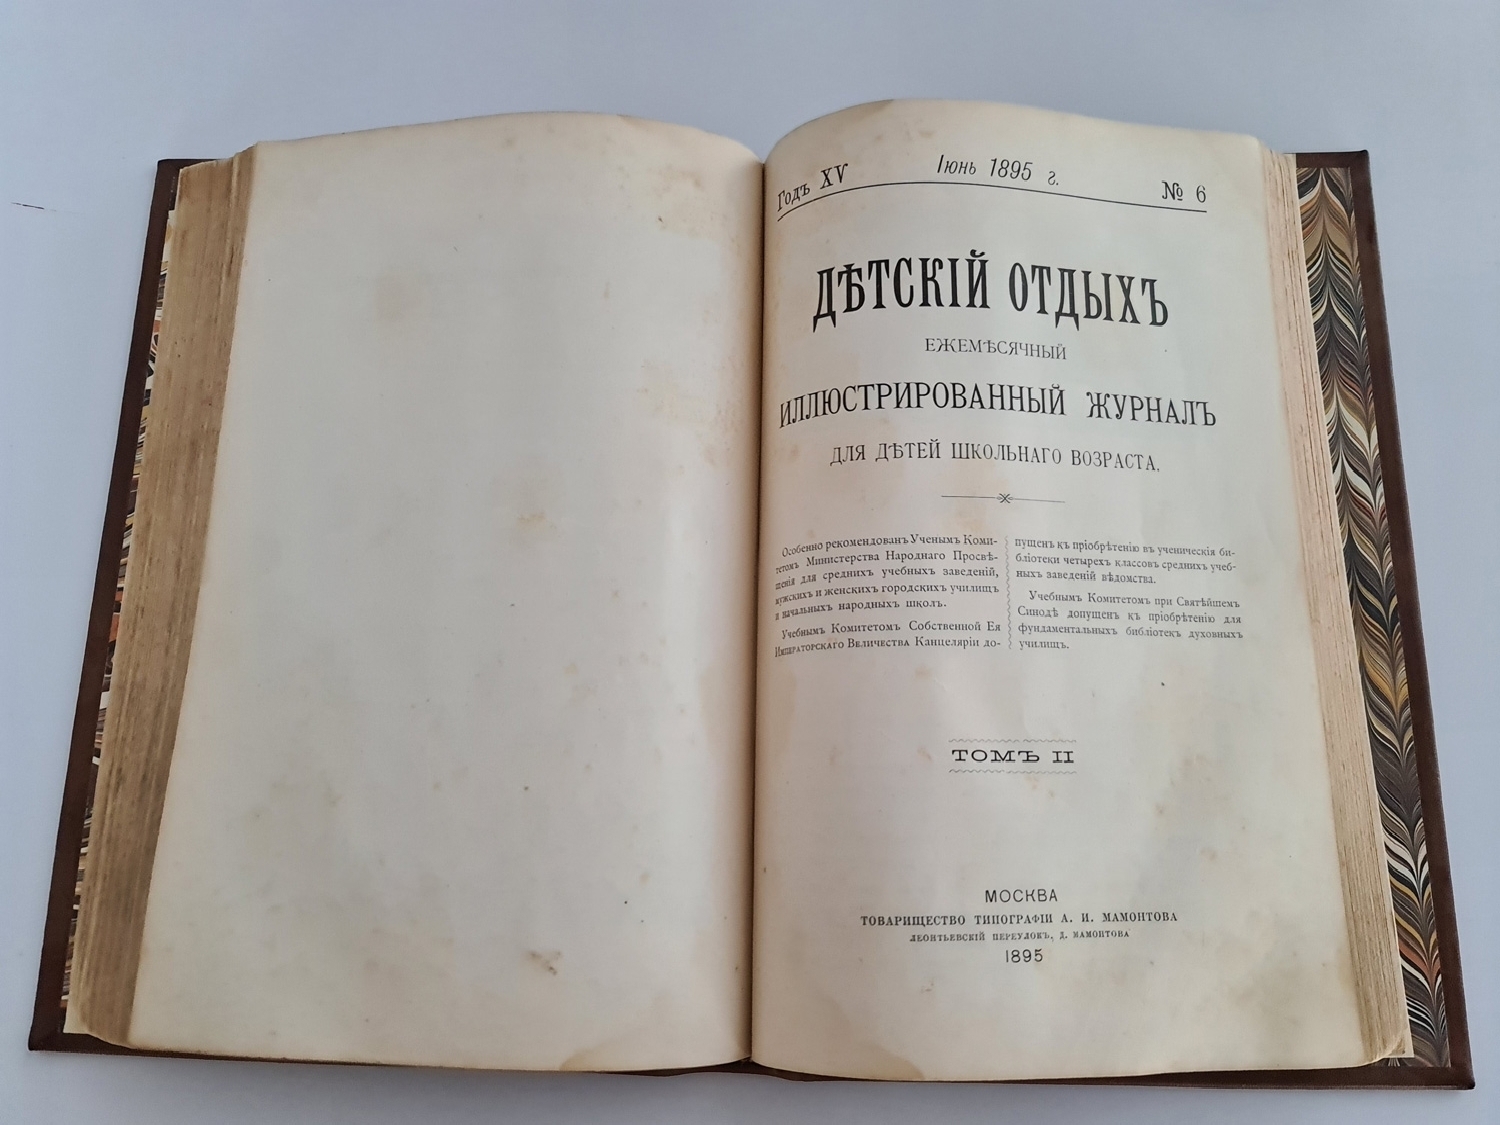 Годъ XV Іюнь 1895 г. № 6
ДѢТСКІЙ ОТДЫХЪ
ЕЖЕМѢСЯЧНЫЙ
ИЛЛЮСТРИРОВАННЫЙ ЖУРНАЛЪ
ДЛЯ ДѢТЕЙ ШКОЛЬНАГО ВОЗРАСТА.
Особенно рекомендованъ Ученымъ Коми-
тетомъ Министерства Народнаго Просвѣ-
щенія для среднихъ учебныхъ заведеній,
мужскихъ и женскихъ городскихъ училищъ
и начальныхъ народныхъ школъ.
Учебнымъ Комитетомъ Собственной Ея
Императорскаго Величества Канцеляріи до-
пущенъ къ пріобрѣтенію въ ученическія би-
бліотеки четырехъ классовъ среднихъ учеб-
ныхъ заведеній вѣдомства.
Учебнымъ Комитетомъ при Святѣйшемъ
Синодѣ допущенъ къ пріобрѣтенію для
фундаментальныхъ библіотекъ духовныхъ
училищъ.
ТОМЪ II
МОСКВА
ТОВАРИЩЕСТВО ТИПОГРАФІИ А. И. МАМОНТОВА
ЛЕОНТЬЕВСКІЙ ПЕРЕУЛОКЪ, Д. МАМОНТОВА
1895